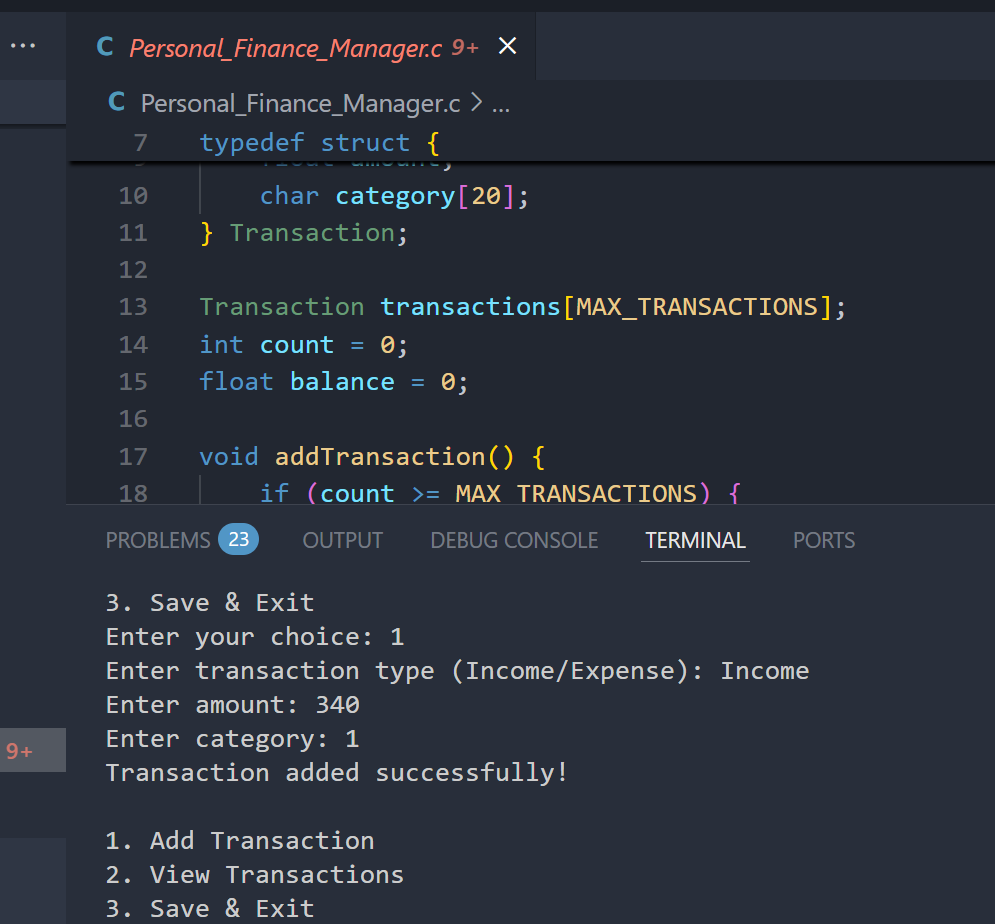 ...
C Personal_Finance_Manager.c 9+ ×
C Personal_Finance_Manager.c > ...
7 typedef struct {
float amount;
10 char category[20];
11 } Transaction;
12
13 Transaction transactions[MAX_TRANSACTIONS];
14 int count = 0;
15 float balance = 0;
16
17 void addTransaction() {
18 if (count >= MAX_TRANSACTIONS) {
PROBLEMS 23 OUTPUT DEBUG CONSOLE TERMINAL PORTS
3. Save & Exit
Enter your choice: 1
Enter transaction type (Income/Expense): Income
Enter amount: 340
Enter category: 1
9+
Transaction added successfully!
1. Add Transaction
2. View Transactions
3. Save & Exit